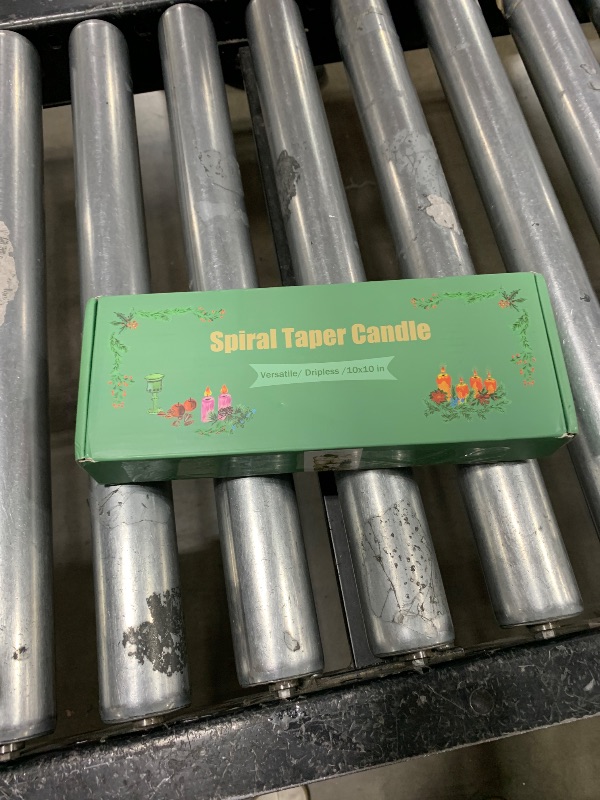 Spiral Taper Candle
Versatile/ Dripless /10x10 in